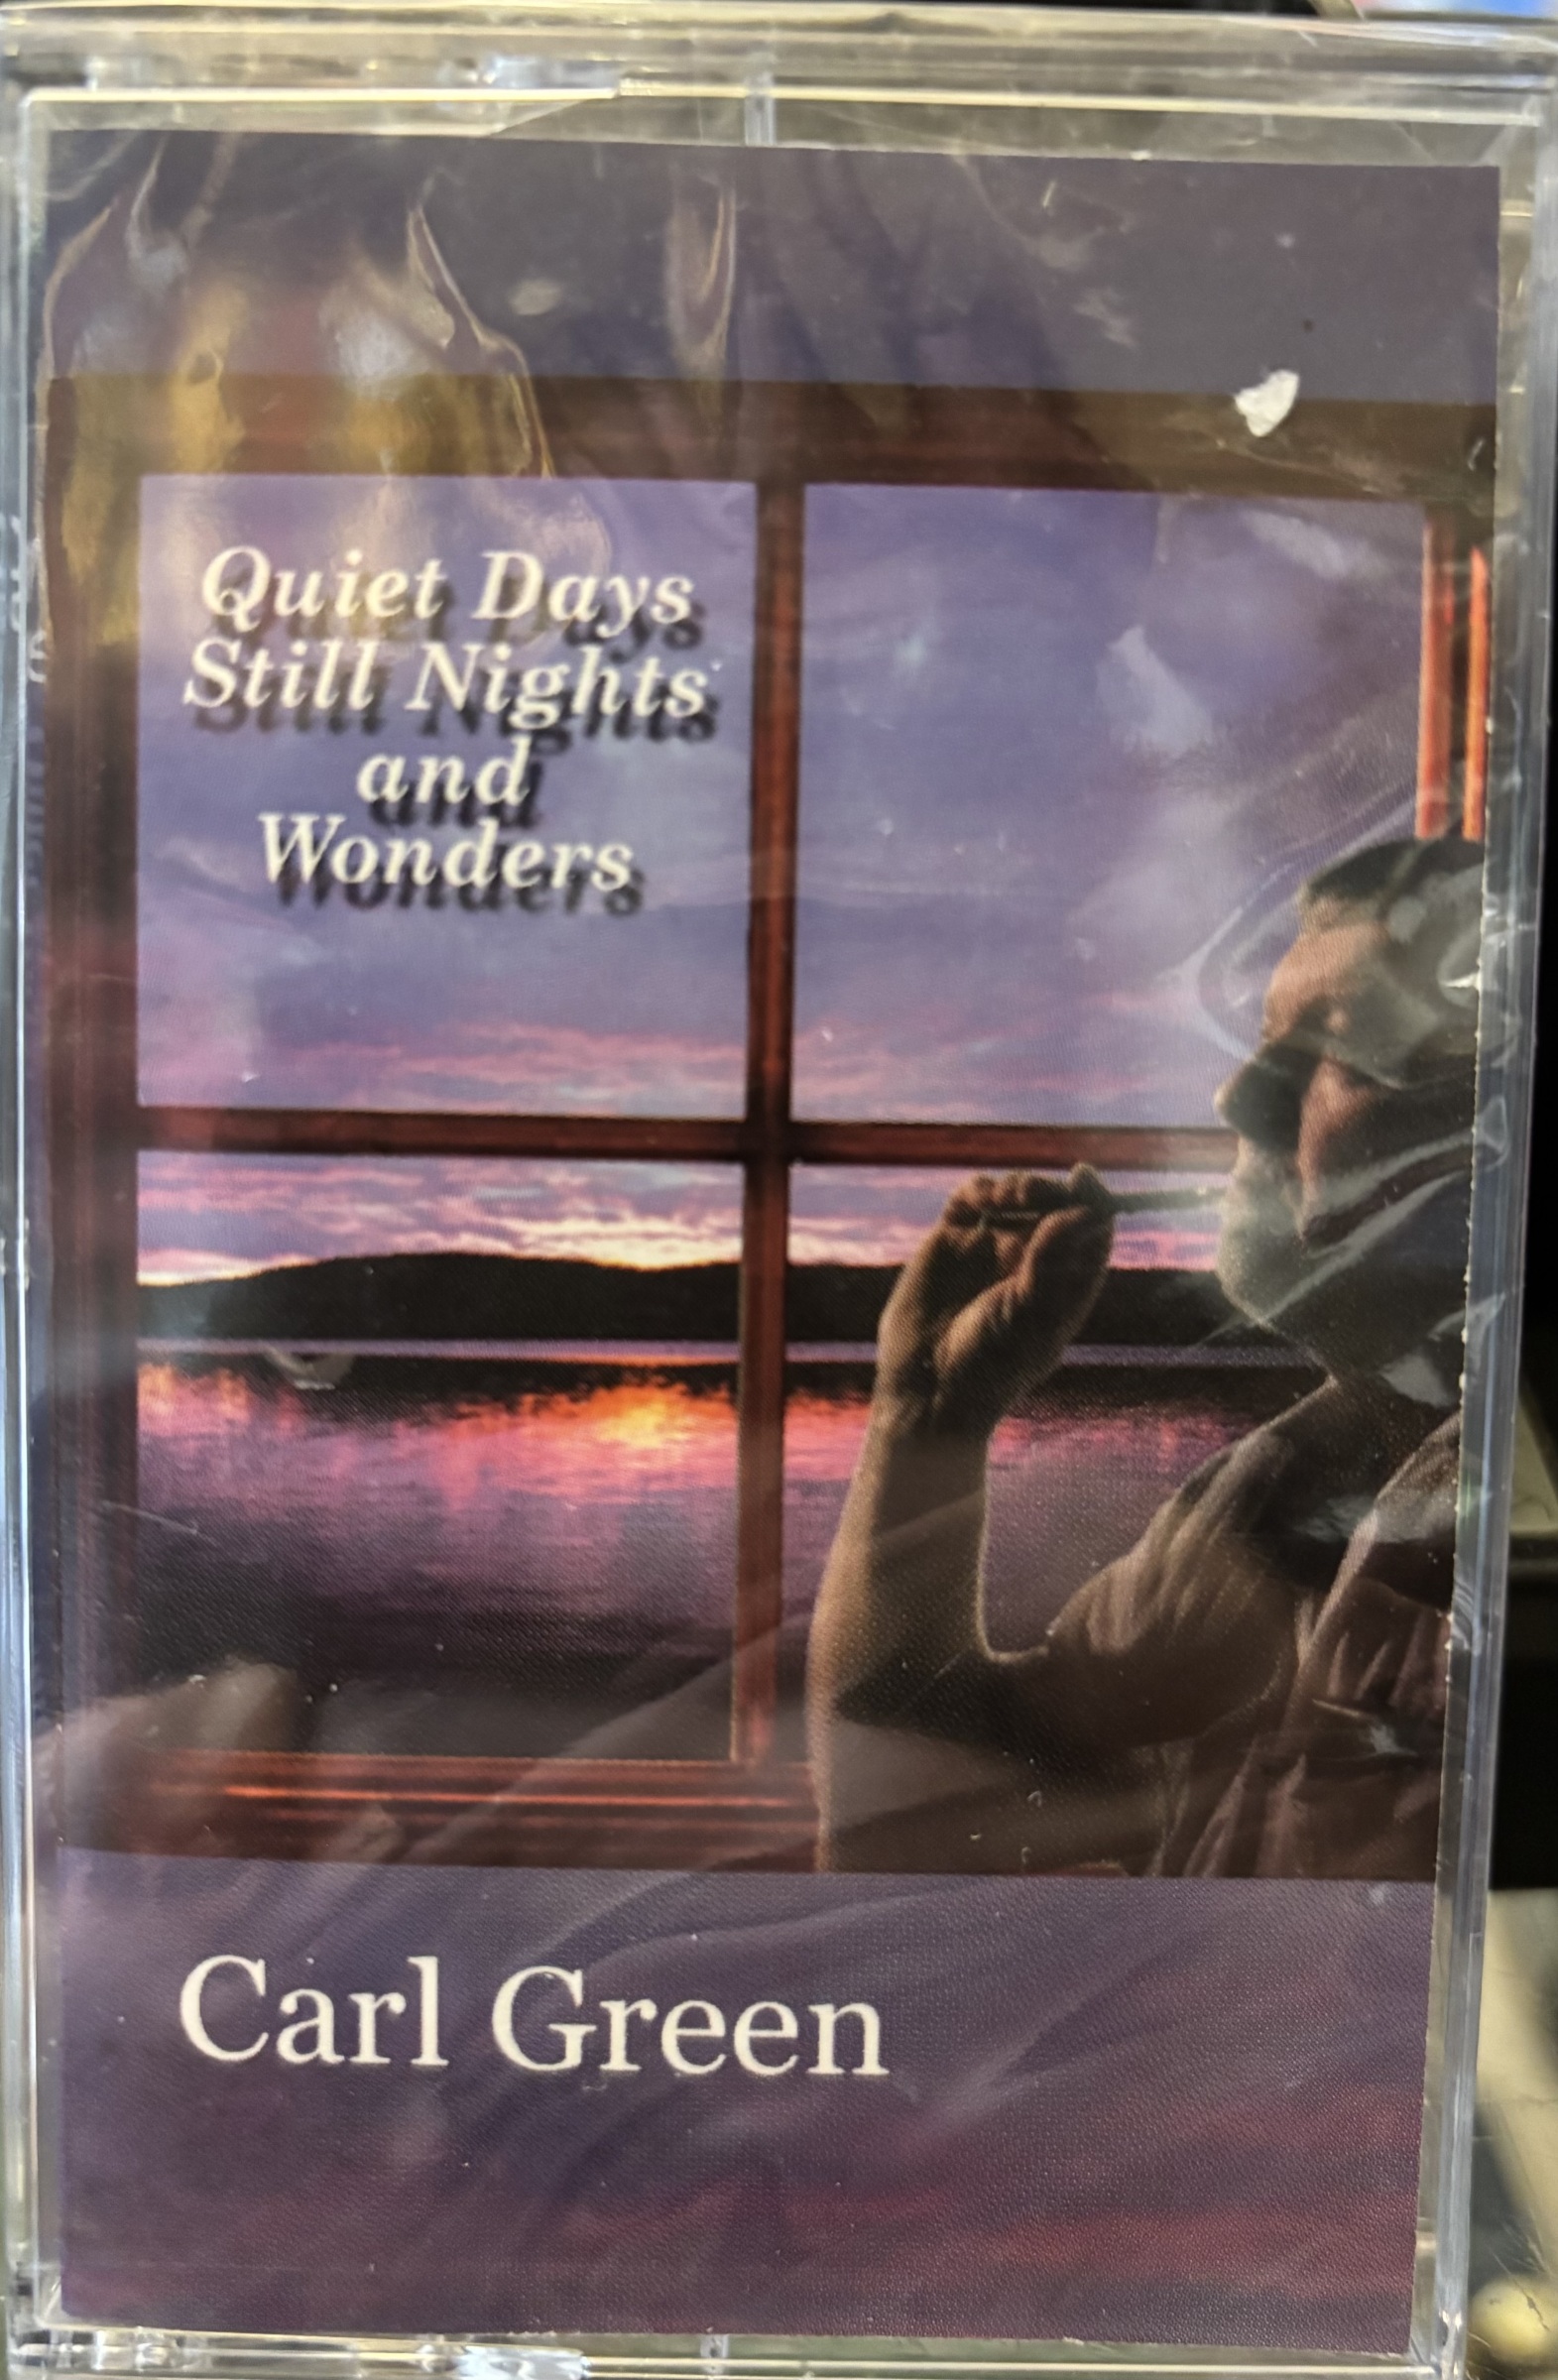 Quiet Days
Still Nights
and
Wonders
Carl Green